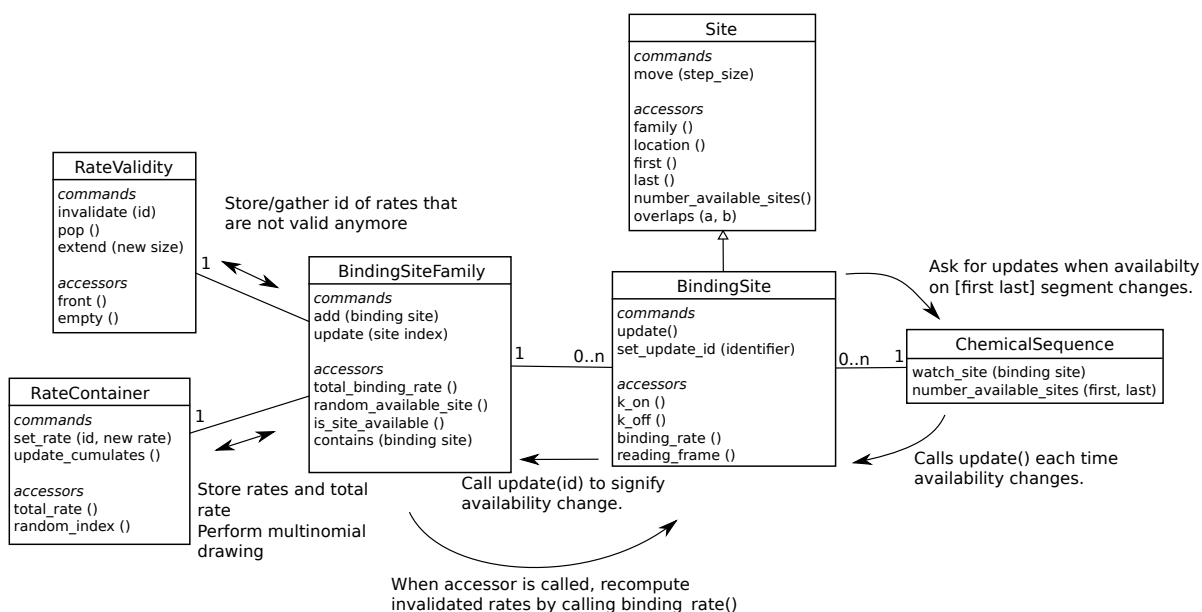 Site
commands
move (step_size)
accessors
family ()
location ()
first ()
last ()
number_available_sites()
overlaps (a, b)
RateValidity
commands
invalidate (id)
pop ()
extend (new size)
accessors
front ()
empty ()
Store/gather id of rates that
are not valid anymore
1
BindingSiteFamily
commands
add (binding site)
update (site index)
accessors
total_binding_rate ()
random_available_site ()
is_site_available ()
contains (binding site)
1
0..n
BindingSite
commands
update()
set_update_id (identifier)
accessors
k_on ()
k_off ()
binding_rate ()
reading_frame ()
0..n
1
Ask for updates when availabilty
on [first last] segment changes.
ChemicalSequence
watch_site (binding site)
number_available_sites (first, last)
Calls update() each time
availability changes.
RateContainer
commands
set_rate (id, new rate)
update_cumulates ()
accessors
total_rate ()
random_index ()
1
Store rates and total
rate
Perform multinomial
drawing
Call update(id) to signify
availability change.
When accessor is called, recompute
invalidated rates by calling binding_rate()